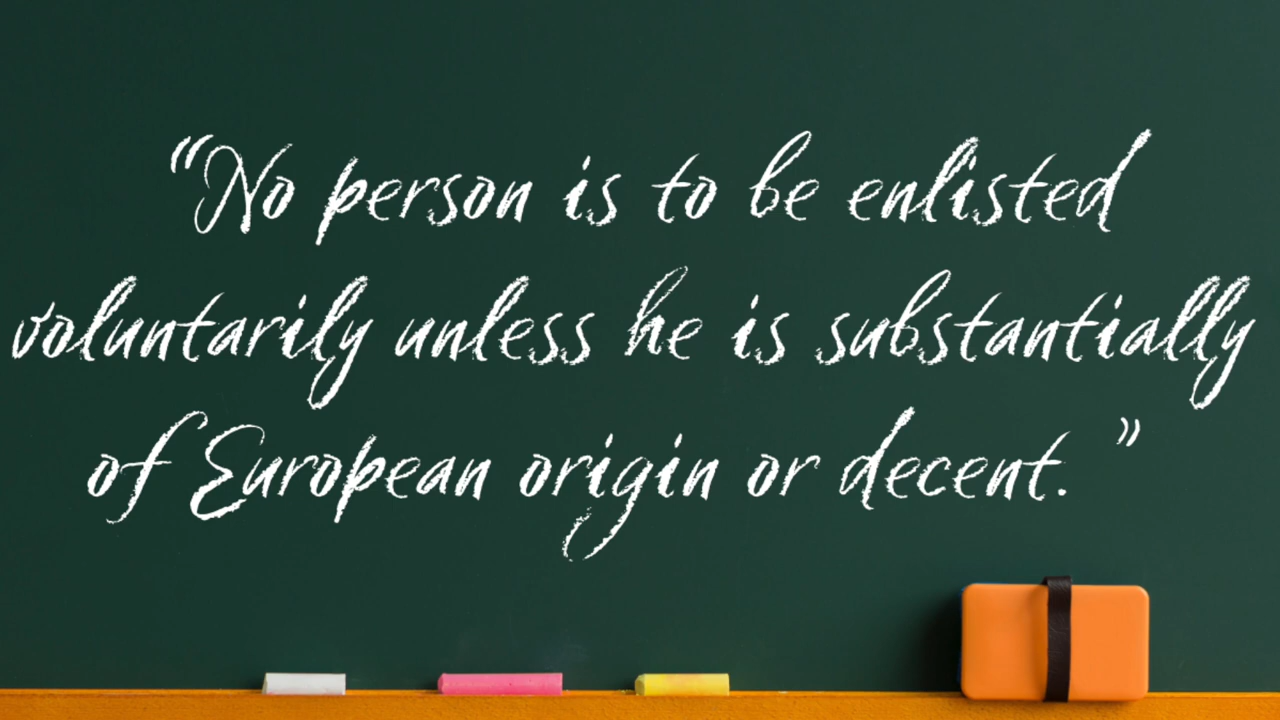 “No person is to be enlisted
voluntarily unless he is substantially
of European origin or decent.”